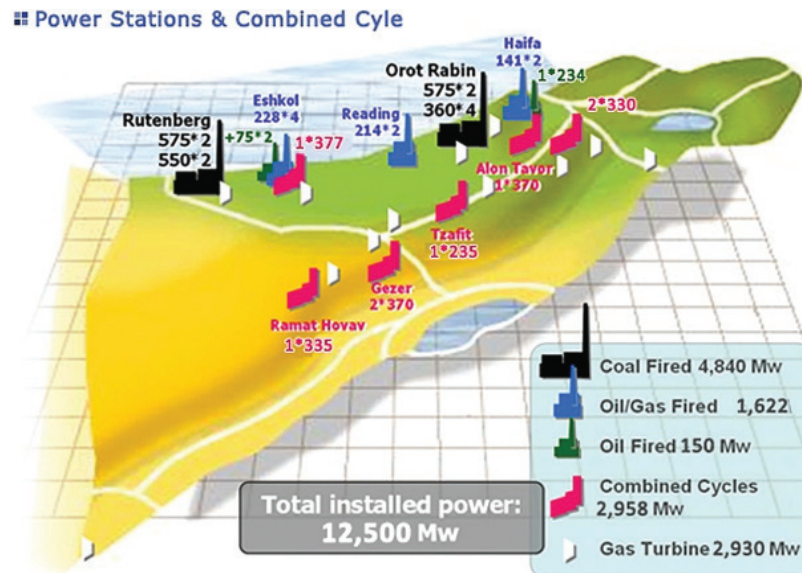 Power Stations & Combined Cyle
Haifa
141*2
1*234
Orot Rabin
575*2
360*4
2*330
Eshkol
228*4
Reading
214*2
Rutenberg
575*2
550*2
+75*2
1*377
Alon Tavor
1*370
Tzafit
1*235
Gezer
2*370
Ramat Hovav
1*335
Coal Fired 4,840 Mw
Oil/Gas Fired 1,622
Oil Fired 150 Mw
Combined Cycles
2,958 Mw
Gas Turbine 2,930 Mw
Total installed power:
12,500 Mw